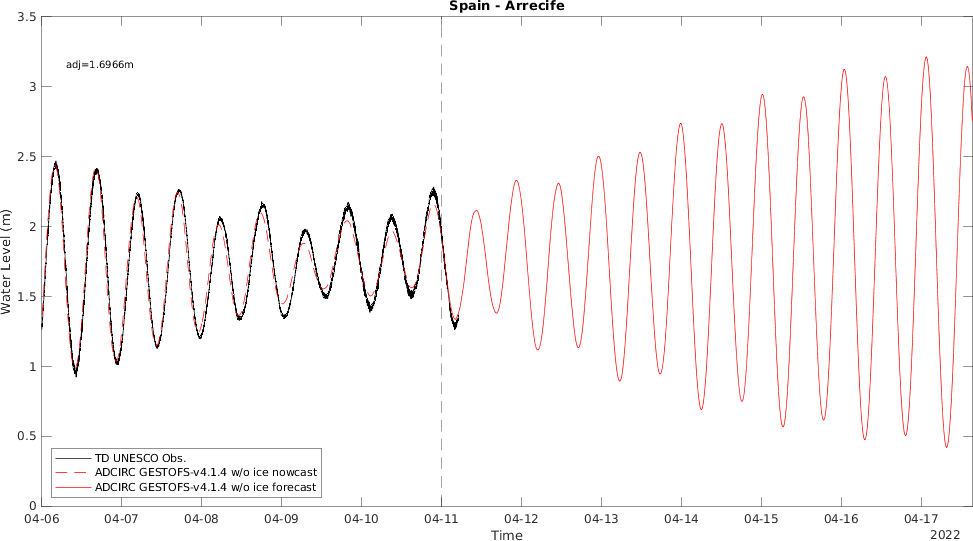 Spain - Arrecife
3.5
adj=1.6966m
3
2.5
2
Water Level (m)
1.5
1
0.5
TD UNESCO Obs.
ADCIRC GESTOFS-v4.1.4 w/o ice nowcast
ADCIRC GESTOFS-v4.1.4 w/o ice forecast
0
04-06 04-07 04-08 04-09 04-10 04-11 04-12 04-13 04-14 04-15 04-16 04-17
Time
2022